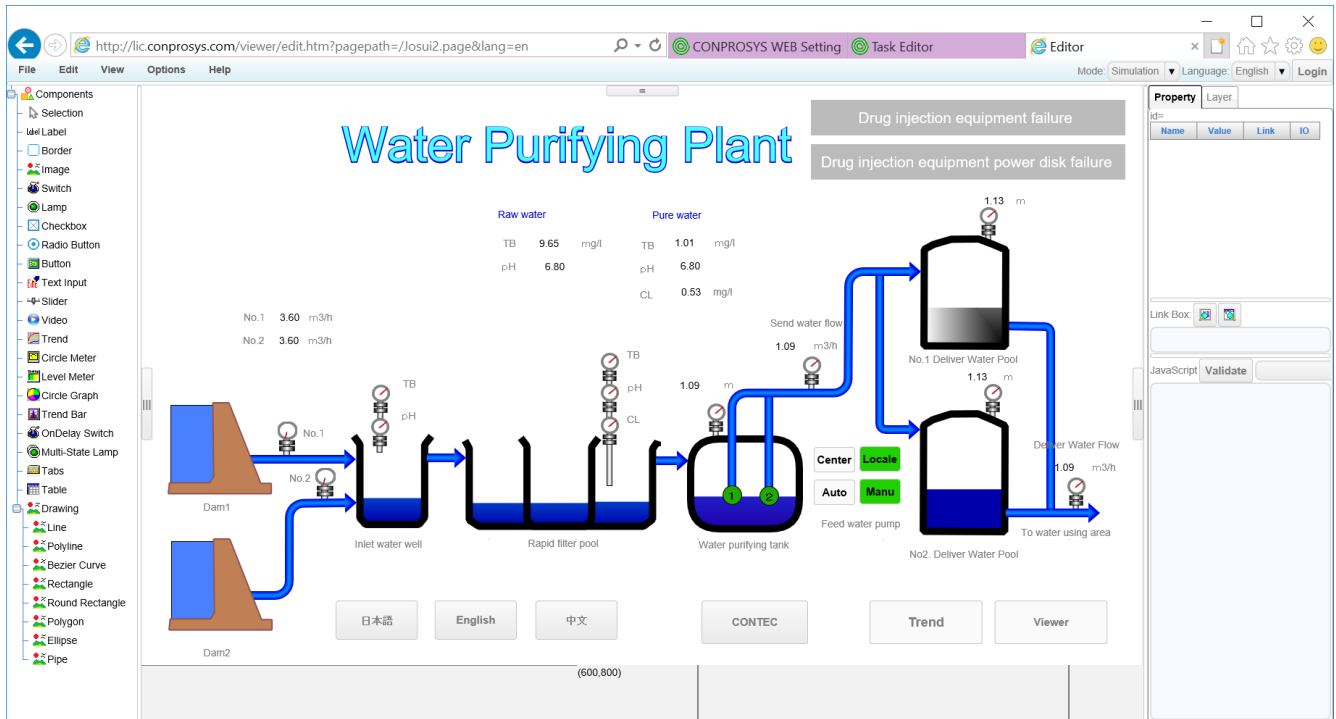 http://lic.conprosys.com/viewer/edit.htm?pagepath=/Josui2.page&lang=en
CONPROSYS WEB Setting
Task Editor
Editor
File Edit View Options Help
Mode: Simulation Language: English Login
Components
Selection
label Label
Border
Image
Switch
Lamp
Checkbox
Radio Button
Button
Text Input
Slider
Video
Trend
Circle Meter
Level Meter
Circle Graph
Trend Bar
OnDelay Switch
Multi-State Lamp
Tabs
Table
Drawing
Line
Polyline
Bezier Curve
Rectangle
Round Rectangle
Polygon
Ellipse
Pipe
Water Purifying Plant
Drug injection equipment failure
Drug injection equipment power disk failure
Raw water
TB 9.65 mg/l
pH 6.80
Pure water
TB 1.01 mg/l
pH 6.80
CL 0.53 mg/l
No.1 3.60 m3/h
No.2 3.60 m3/h
TB
pH
TB
pH
CL
1.09 m
Send water flow
1.09 m3/h
1.13 m
No.1 Deliver Water Pool
1.13 m
Deliver Water Flow
1.09 m3/h
No.1
No.2
Dam1
Inlet water well
Rapid filter pool
1 2
Water purifying tank
Center Locale
Auto Manu
Feed water pump
No2. Deliver Water Pool
To water using area
Dam2
日本語
English
中文
CONTEC
Trend
Viewer
(600,800)
Property Layer
id=
Name Value Link IO
Link Box:
JavaScript Validate